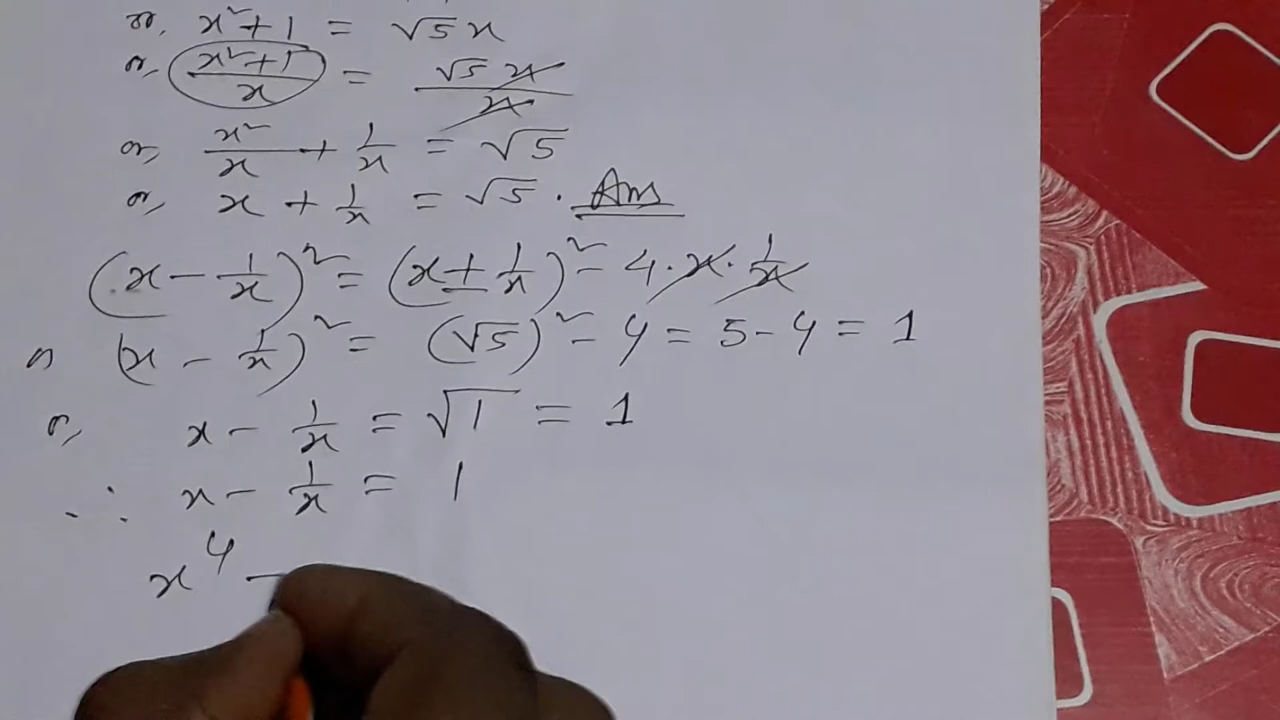 or, x² + 1 = √5 x
or, (x² + 1)/x = √5 x/x
or, x²/x + 1/x = √5
or, x + 1/x = √5 . Ans
(x − 1/x)² = (x + 1/x)² − 4 . x . 1/x
or (x − 1/x)² = (√5)² − 4 = 5 − 4 = 1
or, x − 1/x = √1 = 1
∴ x − 1/x = 1
x⁴ −